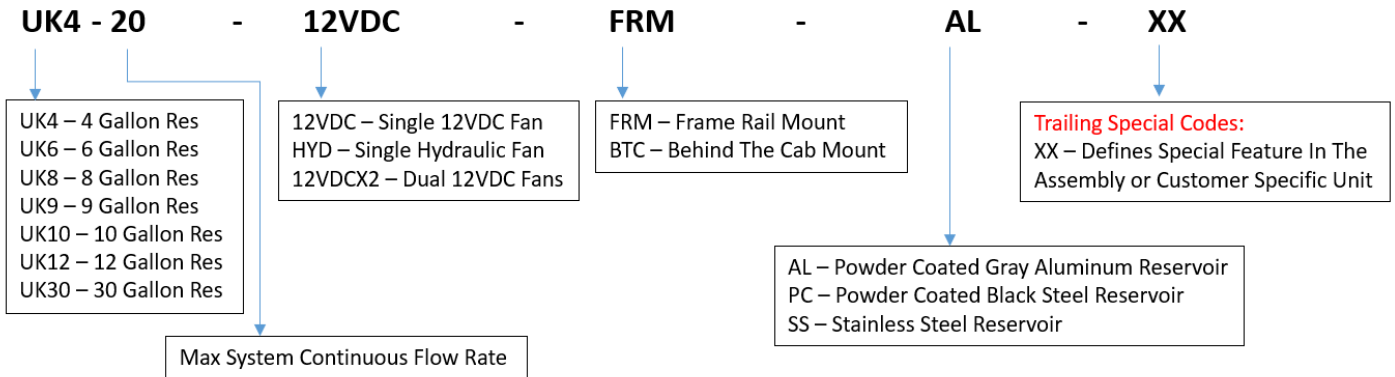 UK4 - 20 - 12VDC - FRM - AL - XX
UK4 – 4 Gallon Res
UK6 – 6 Gallon Res
UK8 – 8 Gallon Res
UK9 – 9 Gallon Res
UK10 – 10 Gallon Res
UK12 – 12 Gallon Res
UK30 – 30 Gallon Res
Max System Continuous Flow Rate
12VDC – Single 12VDC Fan
HYD – Single Hydraulic Fan
12VDCX2 – Dual 12VDC Fans
FRM – Frame Rail Mount
BTC – Behind The Cab Mount
AL – Powder Coated Gray Aluminum Reservoir
PC – Powder Coated Black Steel Reservoir
SS – Stainless Steel Reservoir
Trailing Special Codes:
XX – Defines Special Feature In The
Assembly or Customer Specific Unit